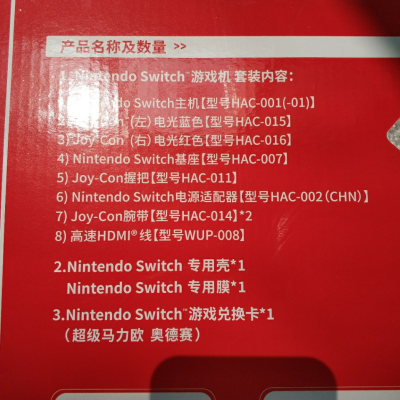 产品名称及数量 >>
1.Nintendo Switch™游戏机 套装内容：
Switch主机【型号HAC-001(-01)】
(左) 电光蓝色【型号HAC-015】
3) Joy-Con™(右) 电光红色【型号HAC-016】
4) Nintendo Switch基座【型号HAC-007】
5) Joy-Con握把【型号HAC-011】
6) Nintendo Switch电源适配器【型号HAC-002（CHN）】
7) Joy-Con腕带【型号HAC-014】*2
8) 高速HDMI®线【型号WUP-008】
2.Nintendo Switch 专用壳*1
Nintendo Switch 专用膜*1
3.Nintendo Switch™游戏兑换卡*1
（超级马力欧 奥德赛）